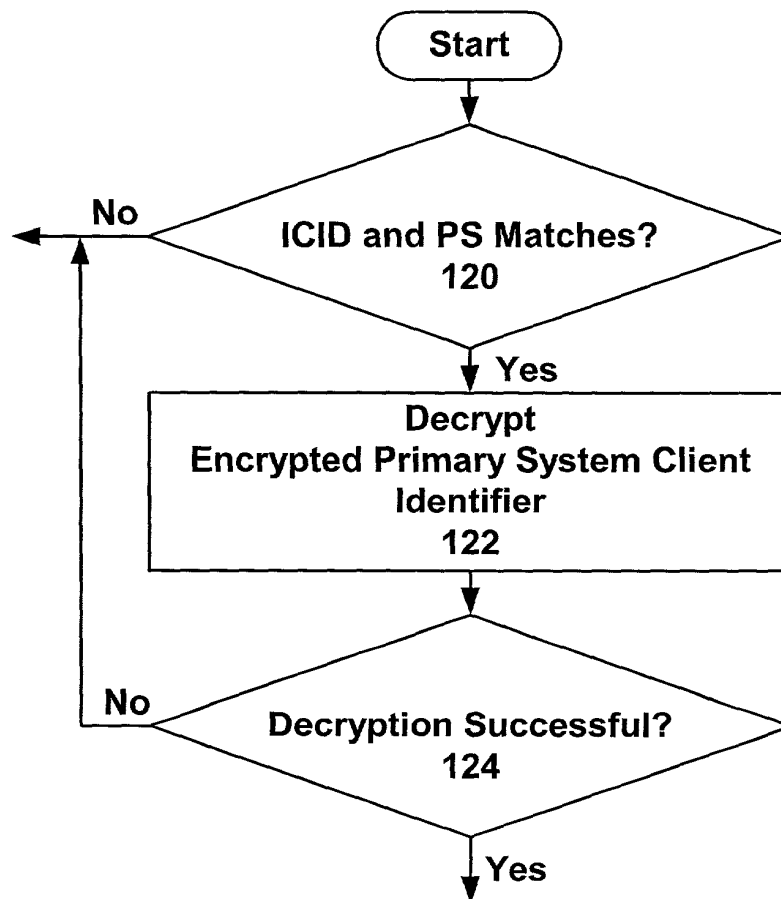 Start
No
ICID and PS Matches?
120
Yes
Decrypt
Encrypted Primary System Client
Identifier
122
No
Decryption Successful?
124
Yes